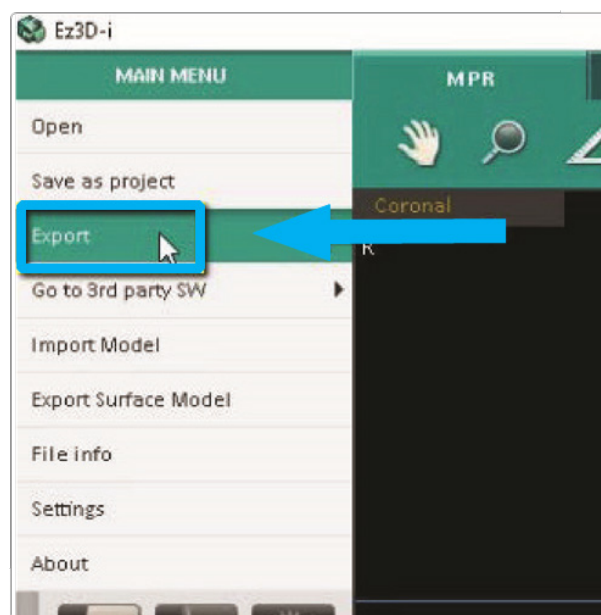 Ez3D-i
MAIN MENU
MPR
Open
Save as project
Coronal
Export
R
Go to 3rd party SW
Import Model
Export Surface Model
File info
Settings
About